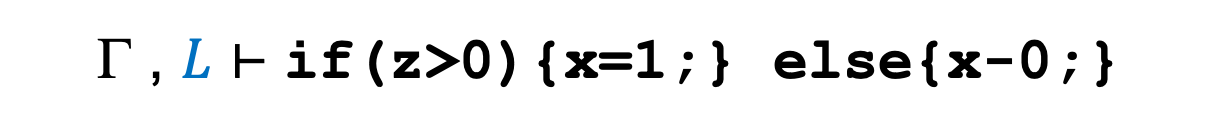 Γ , L ⊢ if(z>0){x=1;} else{x-0;}